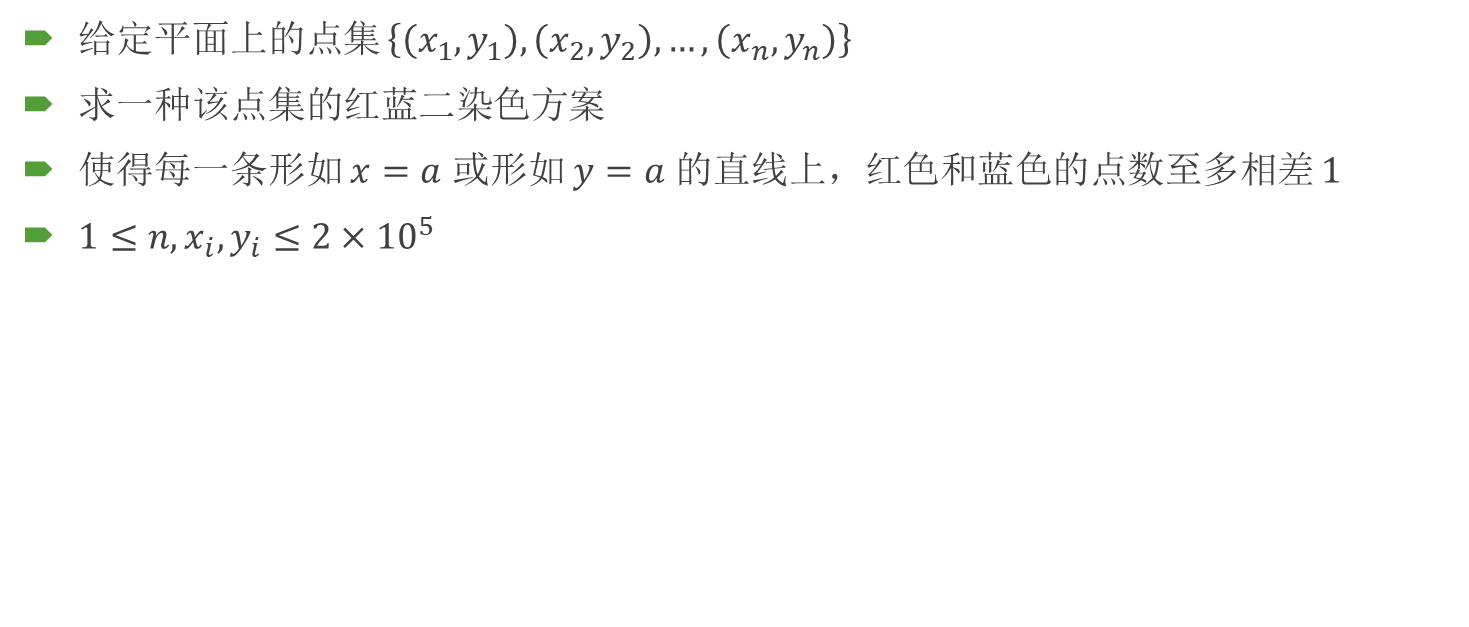 给定平面上的点集 {(x₁, y₁), (x₂, y₂), … , (xₙ, yₙ)}
求一种该点集的红蓝二染色方案
使得每一条形如 x = a 或形如 y = a 的直线上，红色和蓝色的点数至多相差 1
1 ≤ n, xᵢ, yᵢ ≤ 2 × 10⁵